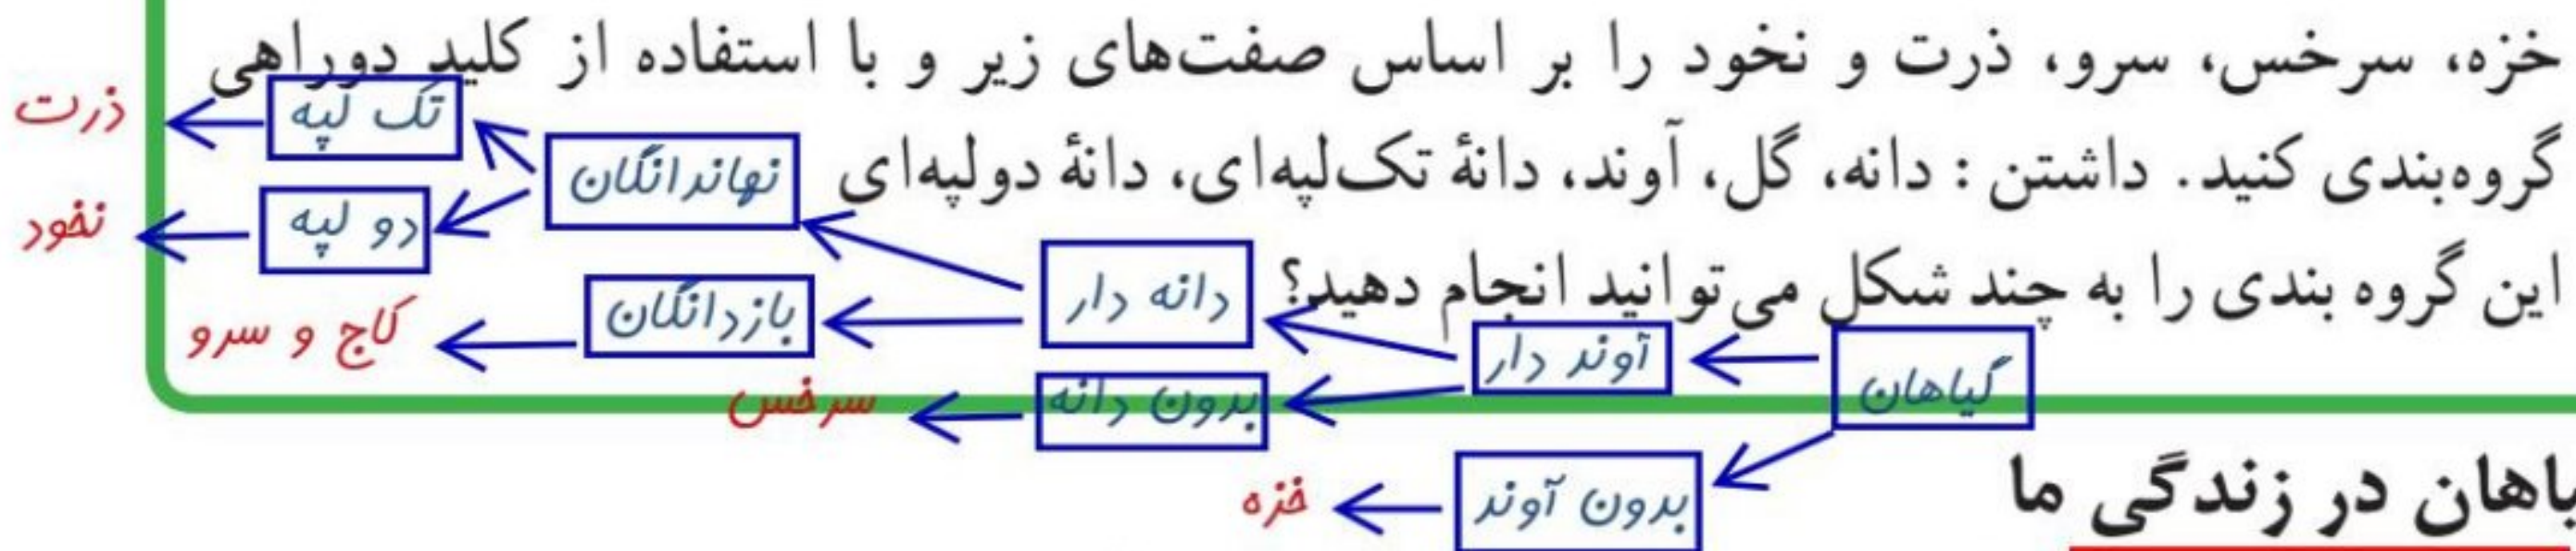 خزه، سرخس، سرو، ذرت و نخود را بر اساس صفت‌های زیر و با استفاده از کلید دوراهی
گروه‌بندی کنید. داشتن : دانه، گل، آوند، دانهٔ تک‌لپه‌ای، دانهٔ دولپه‌ای
این گروه بندی را به چند شکل می‌توانید انجام دهید؟
گیاهان
آوند دار
بدون آوند
خزه
دانه دار
بدون دانه
سرخس
نهاندانگان
بازدانگان
کاج و سرو
تک لپه
ذرت
دو لپه
نخود
یاهان در زندگی ما